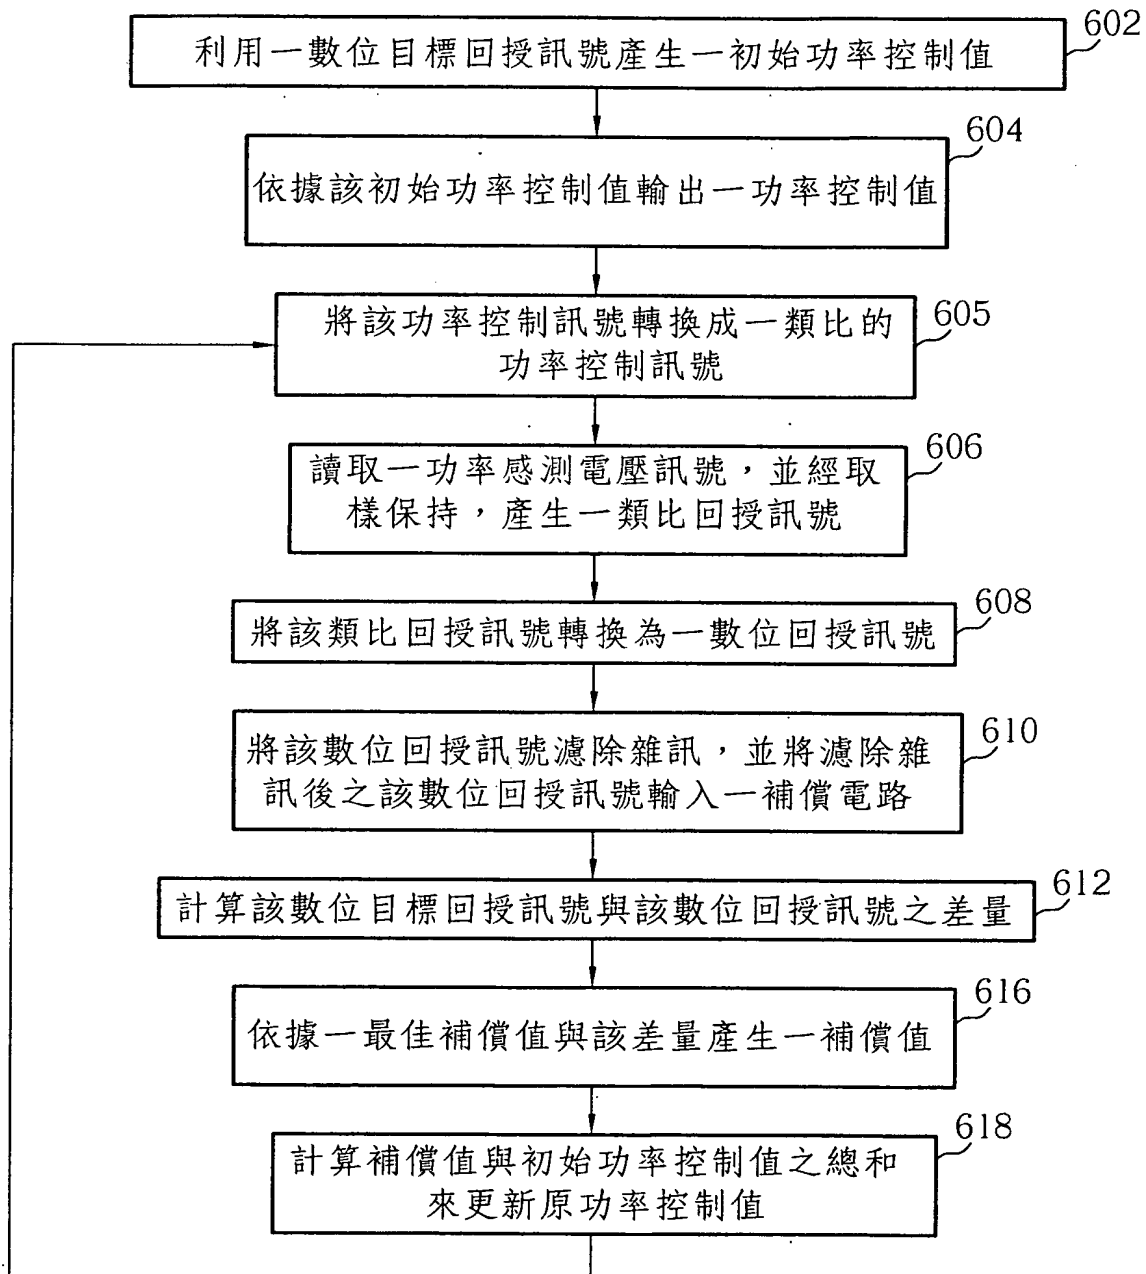 602
利用一數位目標回授訊號產生一初始功率控制值
604
依據該初始功率控制值輸出一功率控制值
605
將該功率控制訊號轉換成一類比的
功率控制訊號
606
讀取一功率感測電壓訊號，並經取
樣保持，產生一類比回授訊號
608
將該類比回授訊號轉換為一數位回授訊號
610
將該數位回授訊號濾除雜訊，並將濾除雜
訊後之該數位回授訊號輸入一補償電路
612
計算該數位目標回授訊號與該數位回授訊號之差量
616
依據一最佳補償值與該差量產生一補償值
618
計算補償值與初始功率控制值之總和
來更新原功率控制值